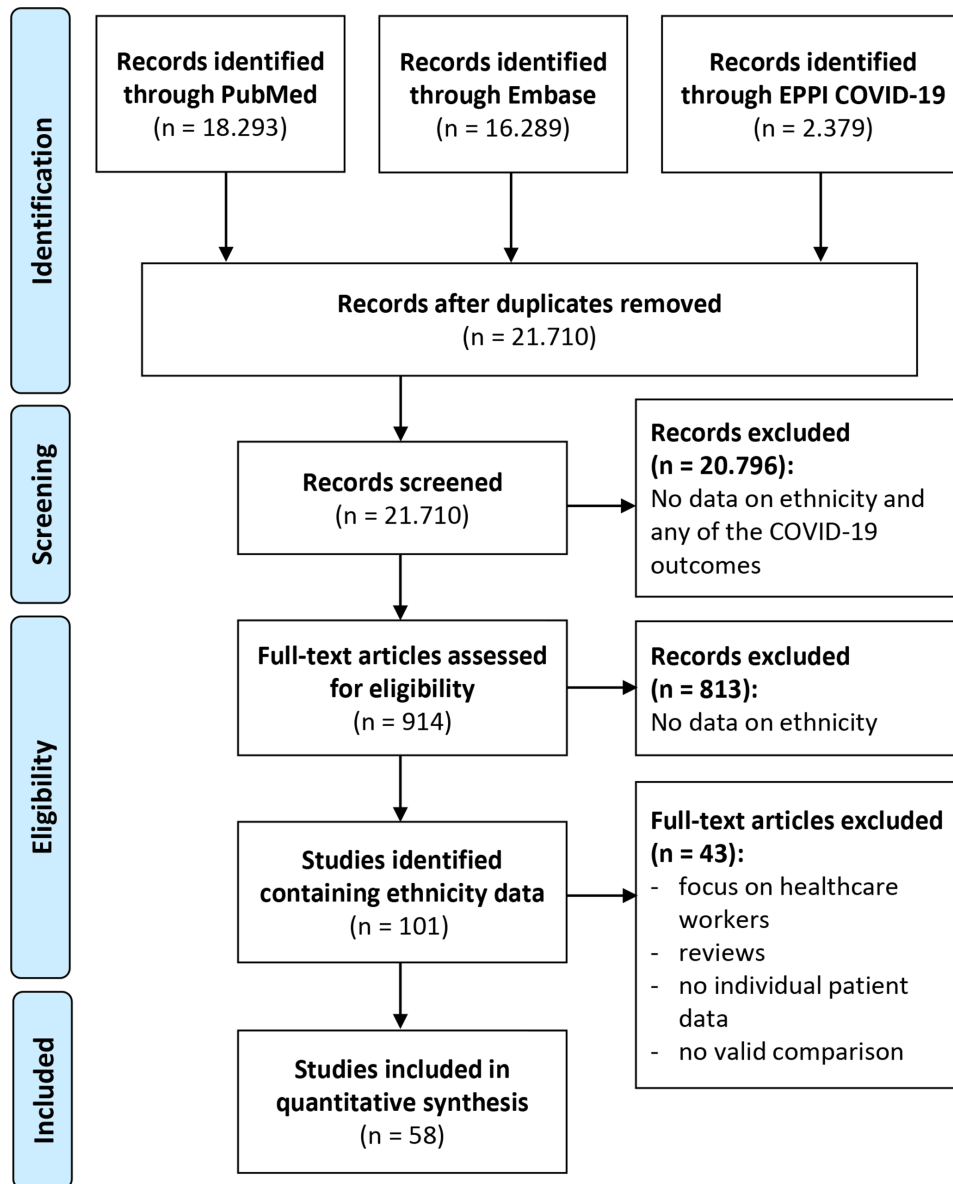 Identification
Records identified
through PubMed
(n = 18.293)
Records identified
through Embase
(n = 16.289)
Records identified
through EPPI COVID-19
(n = 2.379)
Records after duplicates removed
(n = 21.710)
Screening
Records screened
(n = 21.710)
Records excluded
(n = 20.796):
No data on ethnicity and
any of the COVID-19
outcomes
Eligibility
Full-text articles assessed
for eligibility
(n = 914)
Records excluded
(n = 813):
No data on ethnicity
Studies identified
containing ethnicity data
(n = 101)
Full-text articles excluded
(n = 43):
- focus on healthcare
workers
- reviews
- no individual patient
data
- no valid comparison
Included
Studies included in
quantitative synthesis
(n = 58)